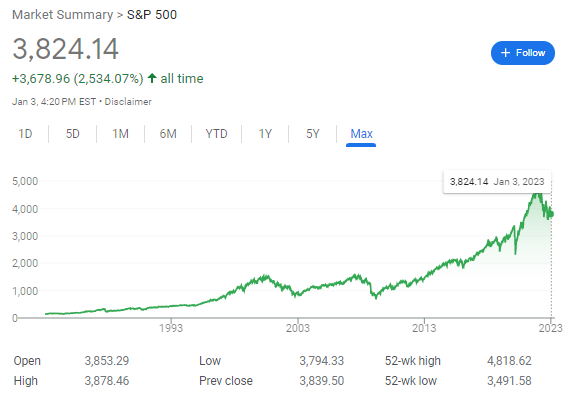 Market Summary > S&P 500
3,824.14
+ Follow
+3,678.96 (2,534.07%) ↑ all time
Jan 3, 4:20 PM EST • Disclaimer
1D 5D 1M 6M YTD 1Y 5Y Max
3,824.14 Jan 3, 2023
5,000
4,000
3,000
2,000
1,000
0
1993 2003 2013 2023
Open 3,853.29 Low 3,794.33 52-wk high 4,818.62
High 3,878.46 Prev close 3,839.50 52-wk low 3,491.58